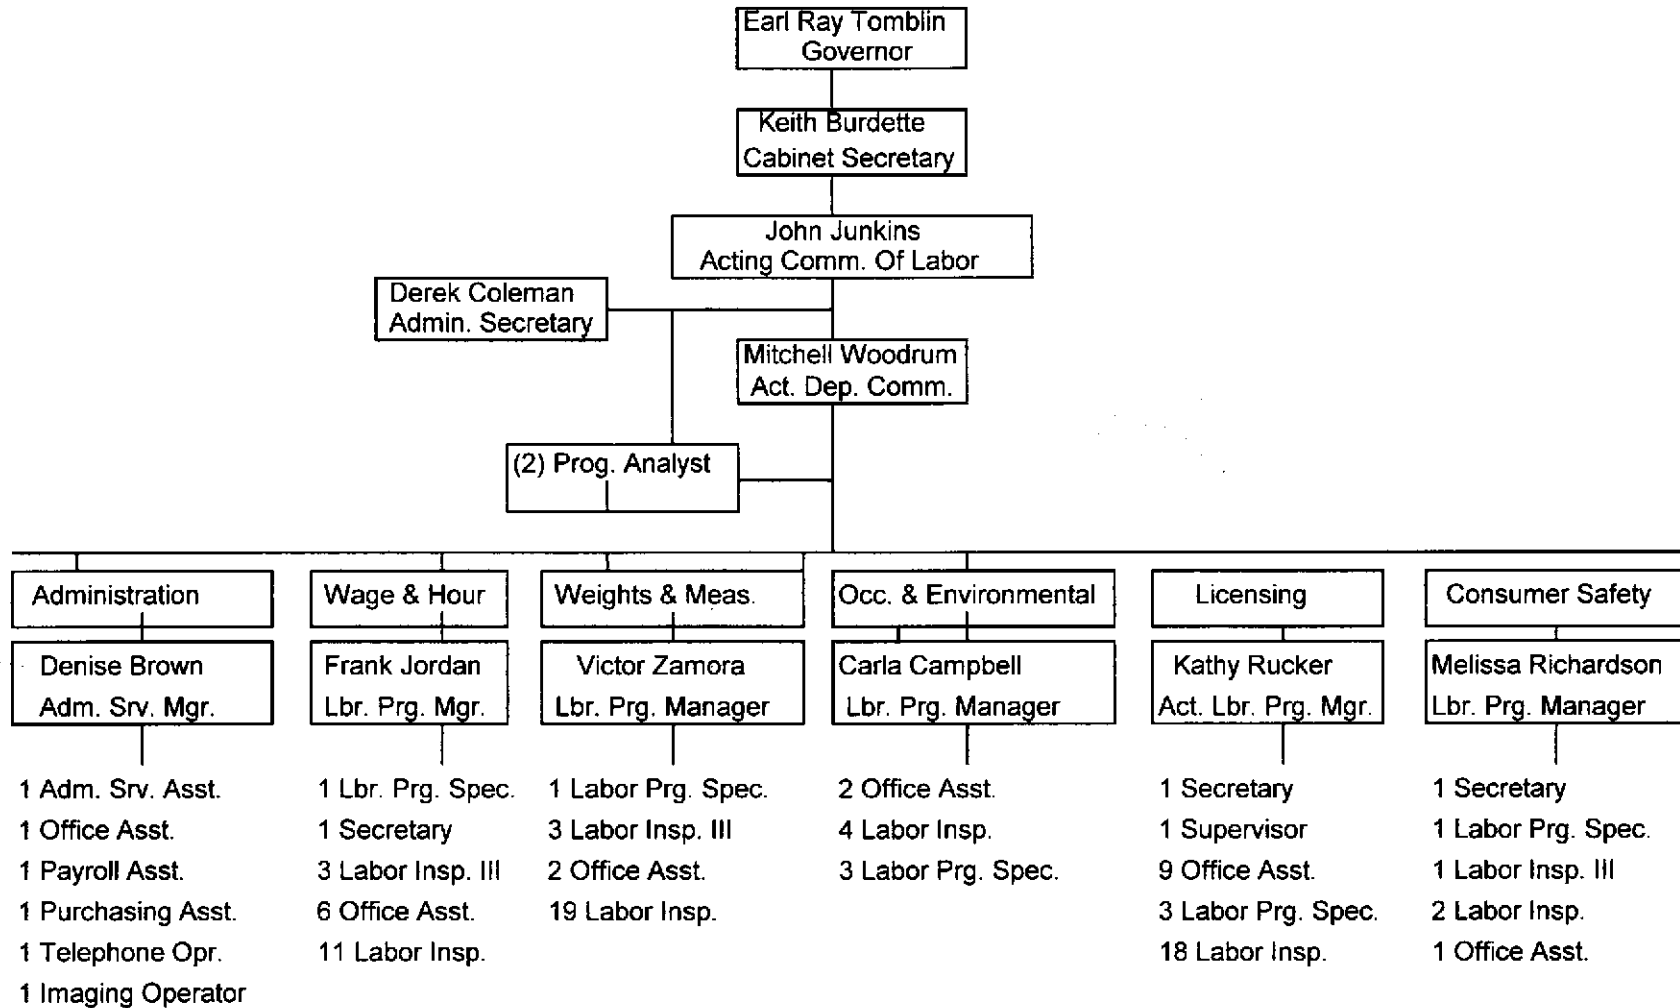 Earl Ray Tomblin
Governor
Keith Burdette
Cabinet Secretary
John Junkins
Acting Comm. Of Labor
Derek Coleman
Admin. Secretary
Mitchell Woodrum
Act. Dep. Comm.
(2) Prog. Analyst
Administration
Denise Brown
Adm. Srv. Mgr.
1 Adm. Srv. Asst.
1 Office Asst.
1 Payroll Asst.
1 Purchasing Asst.
1 Telephone Opr.
1 Imaging Operator
Wage & Hour
Frank Jordan
Lbr. Prg. Mgr.
1 Lbr. Prg. Spec.
1 Secretary
3 Labor Insp. III
6 Office Asst.
11 Labor Insp.
Weights & Meas.
Victor Zamora
Lbr. Prg. Manager
1 Labor Prg. Spec.
3 Labor Insp. III
2 Office Asst.
19 Labor Insp.
Occ. & Environmental
Carla Campbell
Lbr. Prg. Manager
2 Office Asst.
4 Labor Insp.
3 Labor Prg. Spec.
Licensing
Kathy Rucker
Act. Lbr. Prg. Mgr.
1 Secretary
1 Supervisor
9 Office Asst.
3 Labor Prg. Spec.
18 Labor Insp.
Consumer Safety
Melissa Richardson
Lbr. Prg. Manager
1 Secretary
1 Labor Prg. Spec.
1 Labor Insp. III
2 Labor Insp.
1 Office Asst.